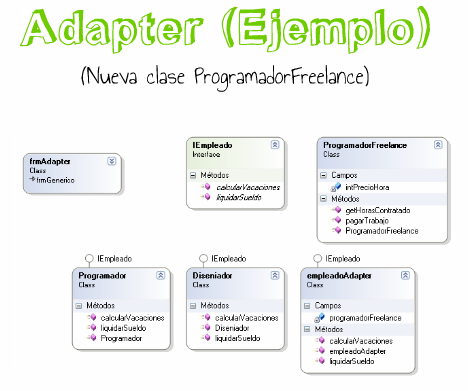 Adapter (Ejemplo)
(Nueva clase ProgramadorFreelance)
frmAdapter
Class
frmGenerico
IEmpleado
Interface
Métodos
calcularVacaciones
liquidarSueldo
ProgramadorFreelance
Class
Campos
intPrecioHora
Métodos
getHorasContratado
pagarTrabajo
ProgramadorFreelance
IEmpleado
Programador
Class
Métodos
calcularVacaciones
liquidarSueldo
Programador
IEmpleado
Diseniador
Class
Métodos
calcularVacaciones
Diseniador
liquidarSueldo
IEmpleado
empleadoAdapter
Class
Campos
programadorFreelance
Métodos
calcularVacaciones
empleadoAdapter
liquidarSueldo